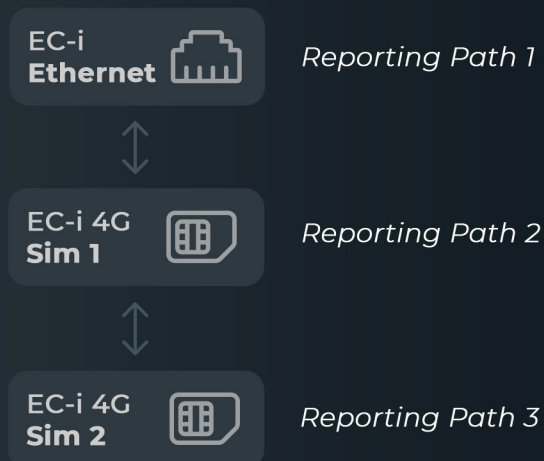 EC-i
Ethernet
Reporting Path 1
EC-i 4G
Sim 1
Reporting Path 2
EC-i 4G
Sim 2
Reporting Path 3